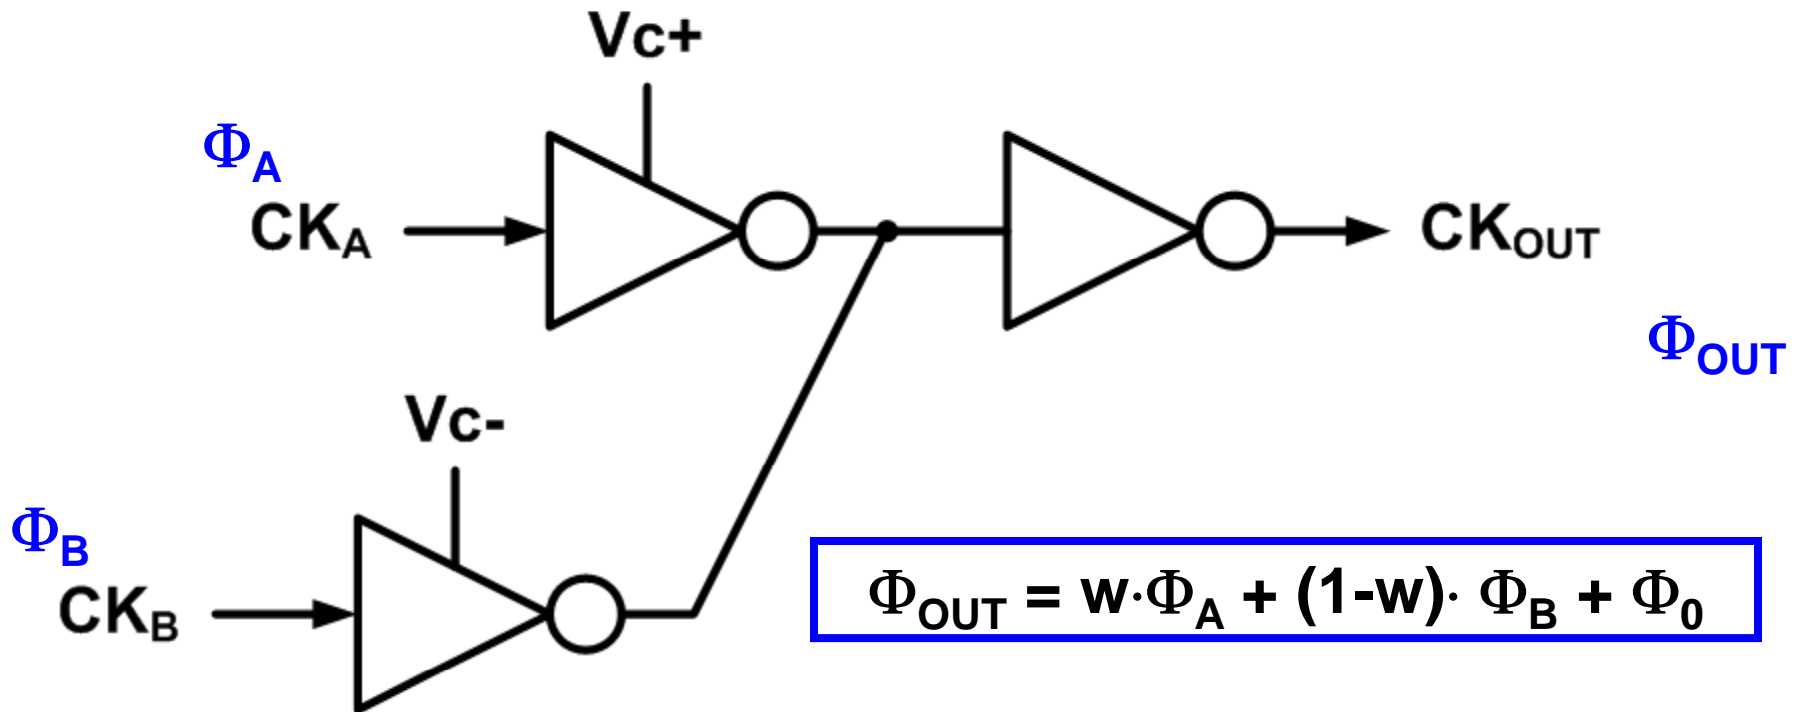 Vc+
ΦA
CKA
CKOUT
ΦOUT
Vc-
ΦB
CKB
ΦOUT = w·ΦA + (1-w)· ΦB + Φ0